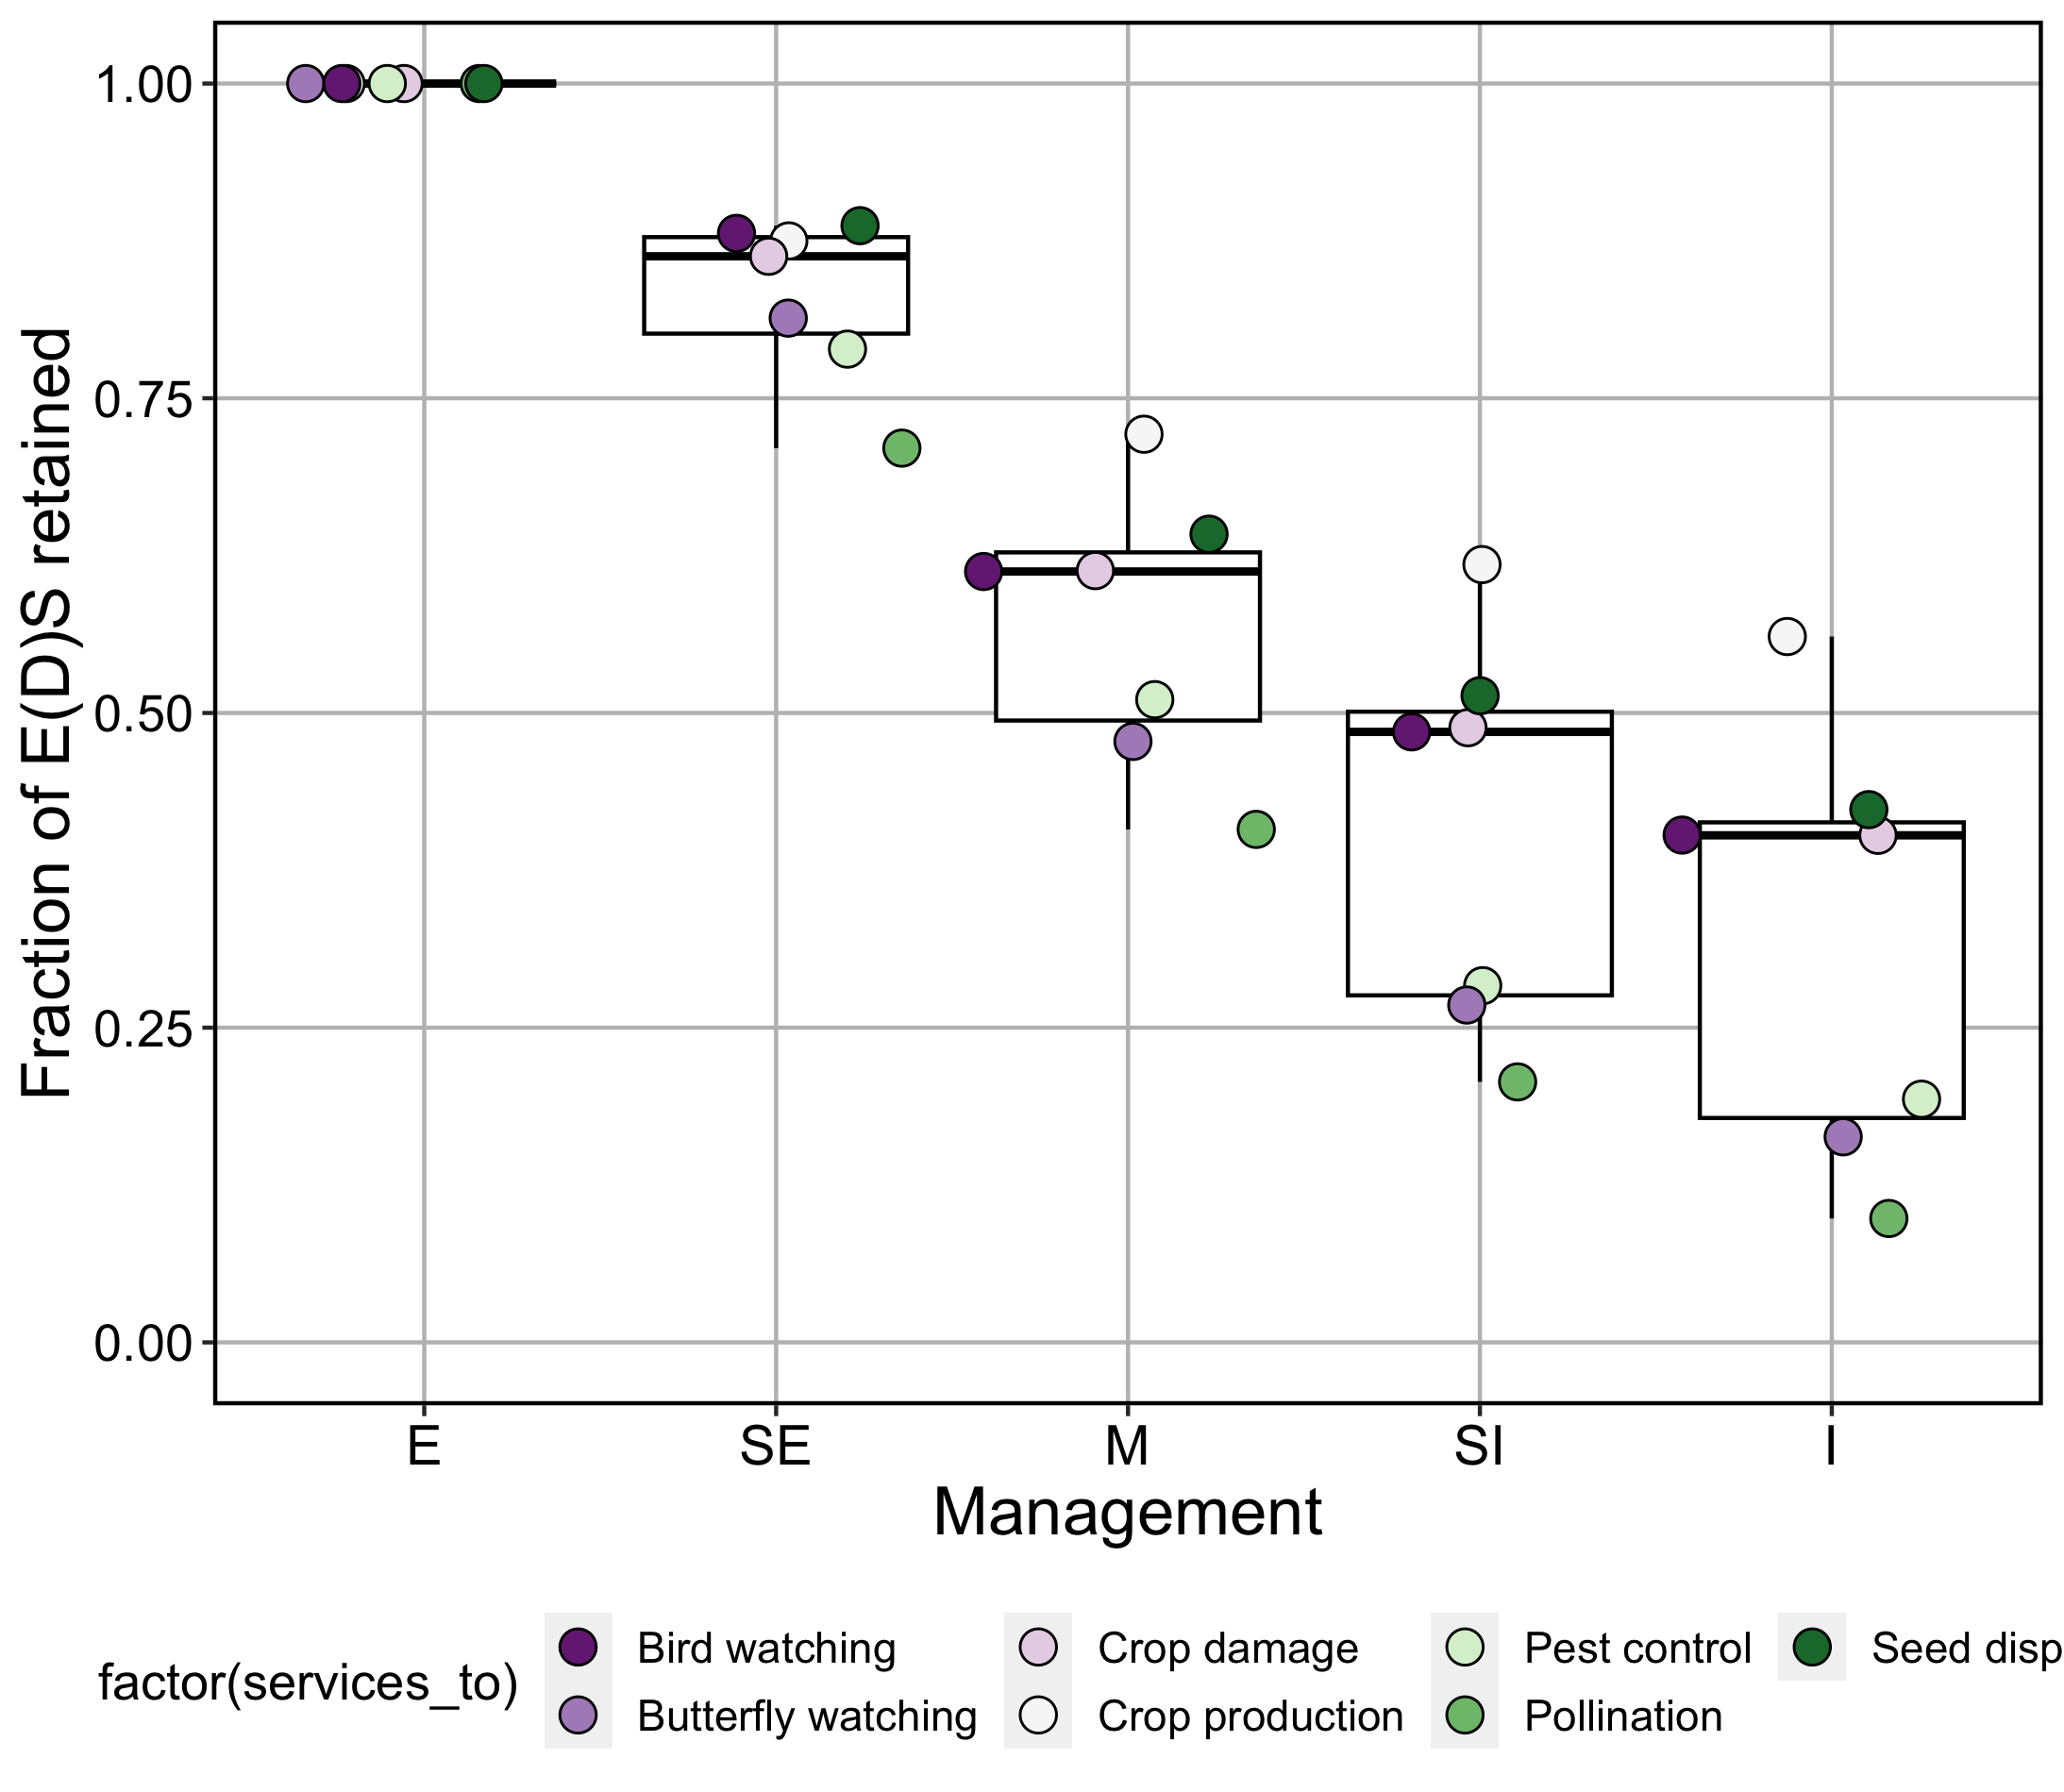 Fraction of E(D)S retained
1.00
0.75
0.50
0.25
0.00
E SE M SI I
Management
factor(services_to)
Bird watching Crop damage Pest control Seed disp
Butterfly watching Crop production Pollination